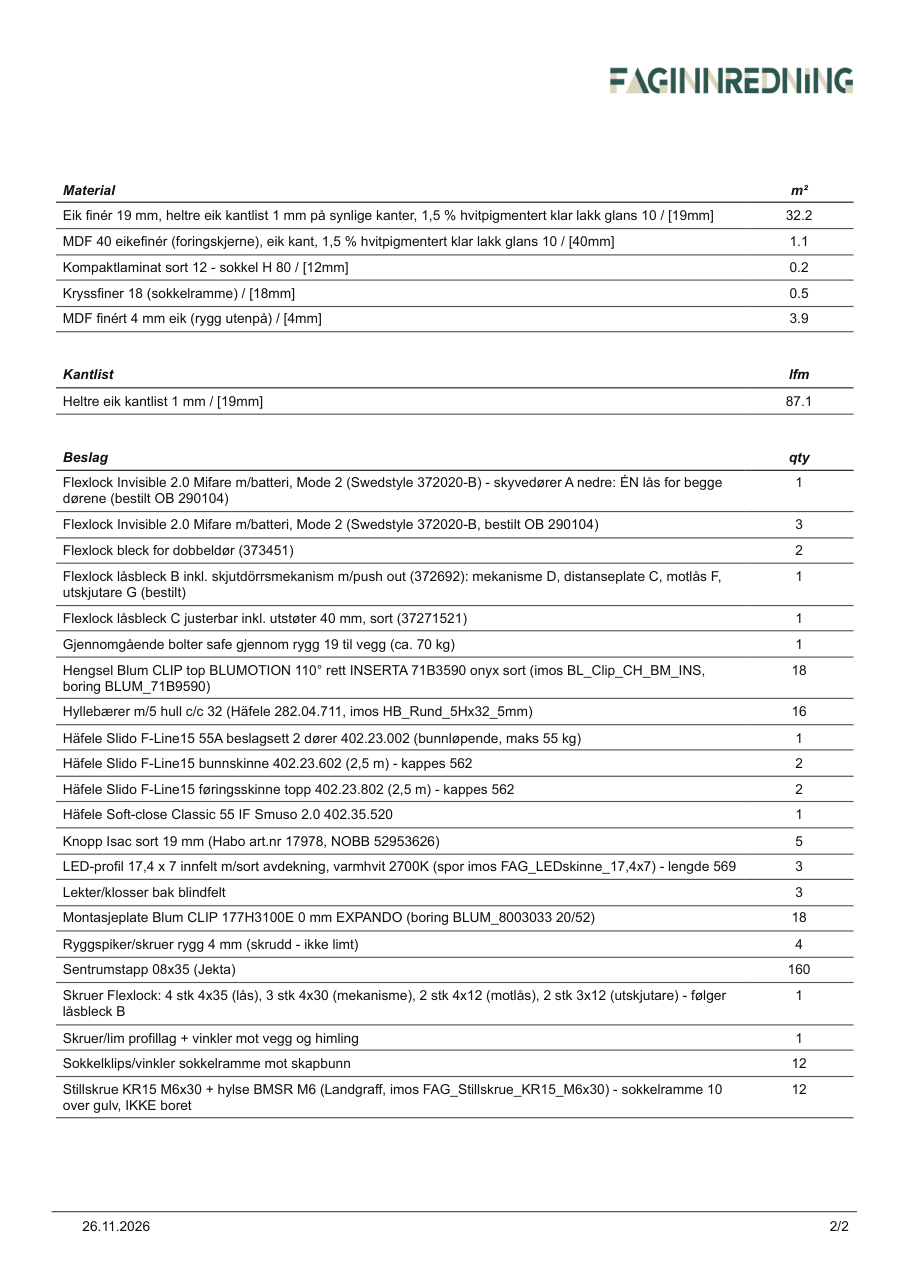 FAGINNREDNiNG
Material m²
Eik finér 19 mm, heltre eik kantlist 1 mm på synlige kanter, 1,5 % hvitpigmentert klar lakk glans 10 / [19mm] 32.2
MDF 40 eikefinér (foringskjerne), eik kant, 1,5 % hvitpigmentert klar lakk glans 10 / [40mm] 1.1
Kompaktlaminat sort 12 - sokkel H 80 / [12mm] 0.2
Kryssfiner 18 (sokkelramme) / [18mm] 0.5
MDF finért 4 mm eik (rygg utenpå) / [4mm] 3.9
Kantlist lfm
Heltre eik kantlist 1 mm / [19mm] 87.1
Beslag qty
Flexlock Invisible 2.0 Mifare m/batteri, Mode 2 (Swedstyle 372020-B) - skyvedører A nedre: ÉN lås for begge 1
dørene (bestilt OB 290104)
Flexlock Invisible 2.0 Mifare m/batteri, Mode 2 (Swedstyle 372020-B, bestilt OB 290104) 3
Flexlock bleck for dobbeldør (373451) 2
Flexlock låsbleck B inkl. skjutdörrsmekanism m/push out (372692): mekanisme D, distanseplate C, motlås F, 1
utskjutare G (bestilt)
Flexlock låsbleck C justerbar inkl. utstøter 40 mm, sort (37271521) 1
Gjennomgående bolter safe gjennom rygg 19 til vegg (ca. 70 kg) 1
Hengsel Blum CLIP top BLUMOTION 110° rett INSERTA 71B3590 onyx sort (imos BL_Clip_CH_BM_INS, 18
boring BLUM_71B9590)
Hyllebærer m/5 hull c/c 32 (Häfele 282.04.711, imos HB_Rund_5Hx32_5mm) 16
Häfele Slido F-Line15 55A beslagsett 2 dører 402.23.002 (bunnløpende, maks 55 kg) 1
Häfele Slido F-Line15 bunnskinne 402.23.602 (2,5 m) - kappes 562 2
Häfele Slido F-Line15 føringsskinne topp 402.23.802 (2,5 m) - kappes 562 2
Häfele Soft-close Classic 55 IF Smuso 2.0 402.35.520 1
Knopp Isac sort 19 mm (Habo art.nr 17978, NOBB 52953626) 5
LED-profil 17,4 x 7 innfelt m/sort avdekning, varmhvit 2700K (spor imos FAG_LEDskinne_17,4x7) - lengde 569 3
Lekter/klosser bak blindfelt 3
Montasjeplate Blum CLIP 177H3100E 0 mm EXPANDO (boring BLUM_8003033 20/52) 18
Ryggspiker/skruer rygg 4 mm (skrudd - ikke limt) 4
Sentrumstapp 08x35 (Jekta) 160
Skruer Flexlock: 4 stk 4x35 (lås), 3 stk 4x30 (mekanisme), 2 stk 4x12 (motlås), 2 stk 3x12 (utskjutare) - følger 1
låsbleck B
Skruer/lim profillag + vinkler mot vegg og himling 1
Sokkelklips/vinkler sokkelramme mot skapbunn 12
Stillskrue KR15 M6x30 + hylse BMSR M6 (Landgraff, imos FAG_Stillskrue_KR15_M6x30) - sokkelramme 10 12
over gulv, IKKE boret
26.11.2026 2/2